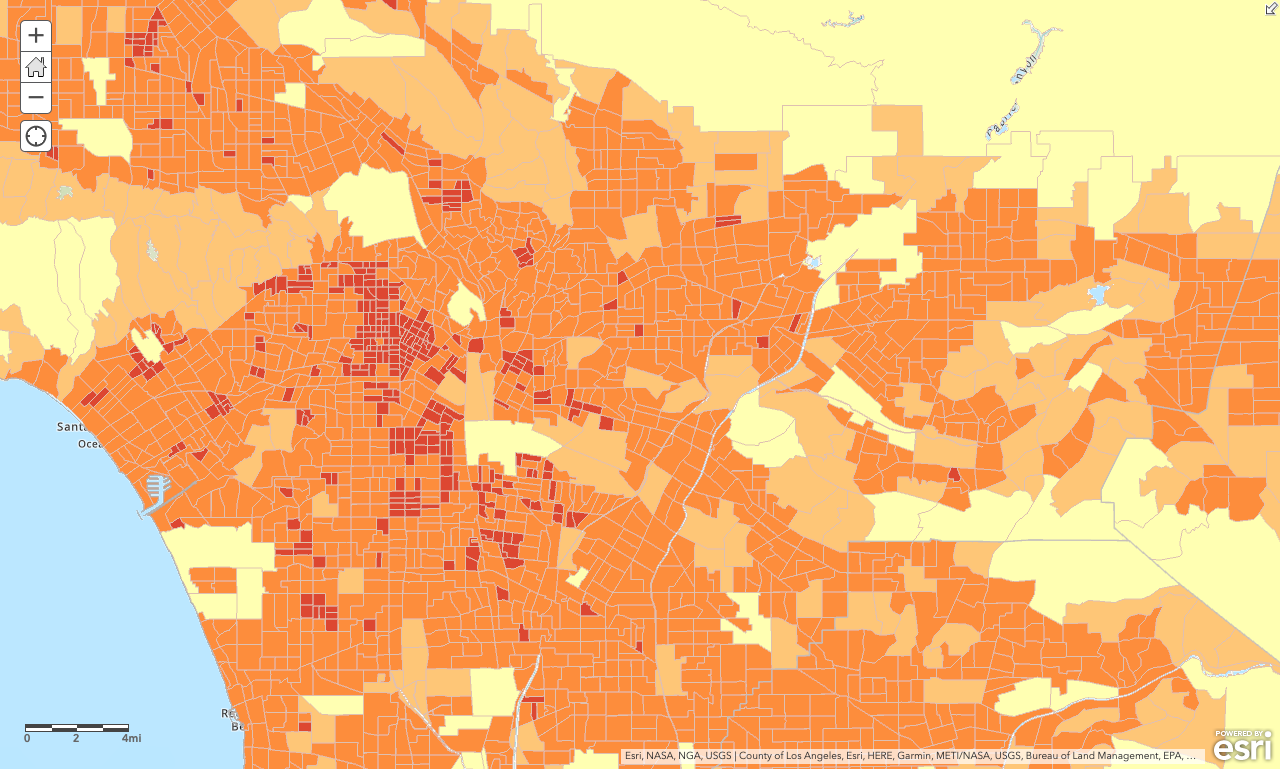 Santa
Ocea
Re
Be
0 2 4mi
Esri, NASA, NGA, USGS | County of Los Angeles, Esri, HERE, Garmin, METI/NASA, USGS, Bureau of Land Management, EPA, ...
POWERED BY
esri